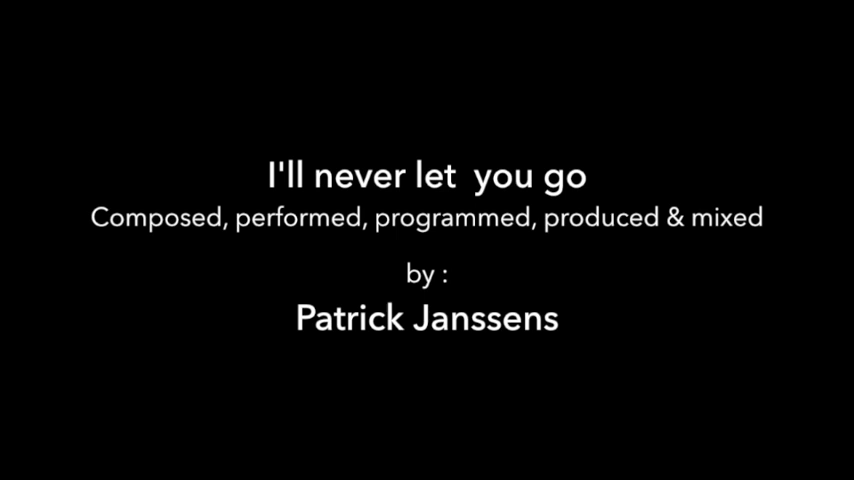 I'll never let  you go
Composed, performed, programmed, produced & mixed
by :
Patrick Janssens